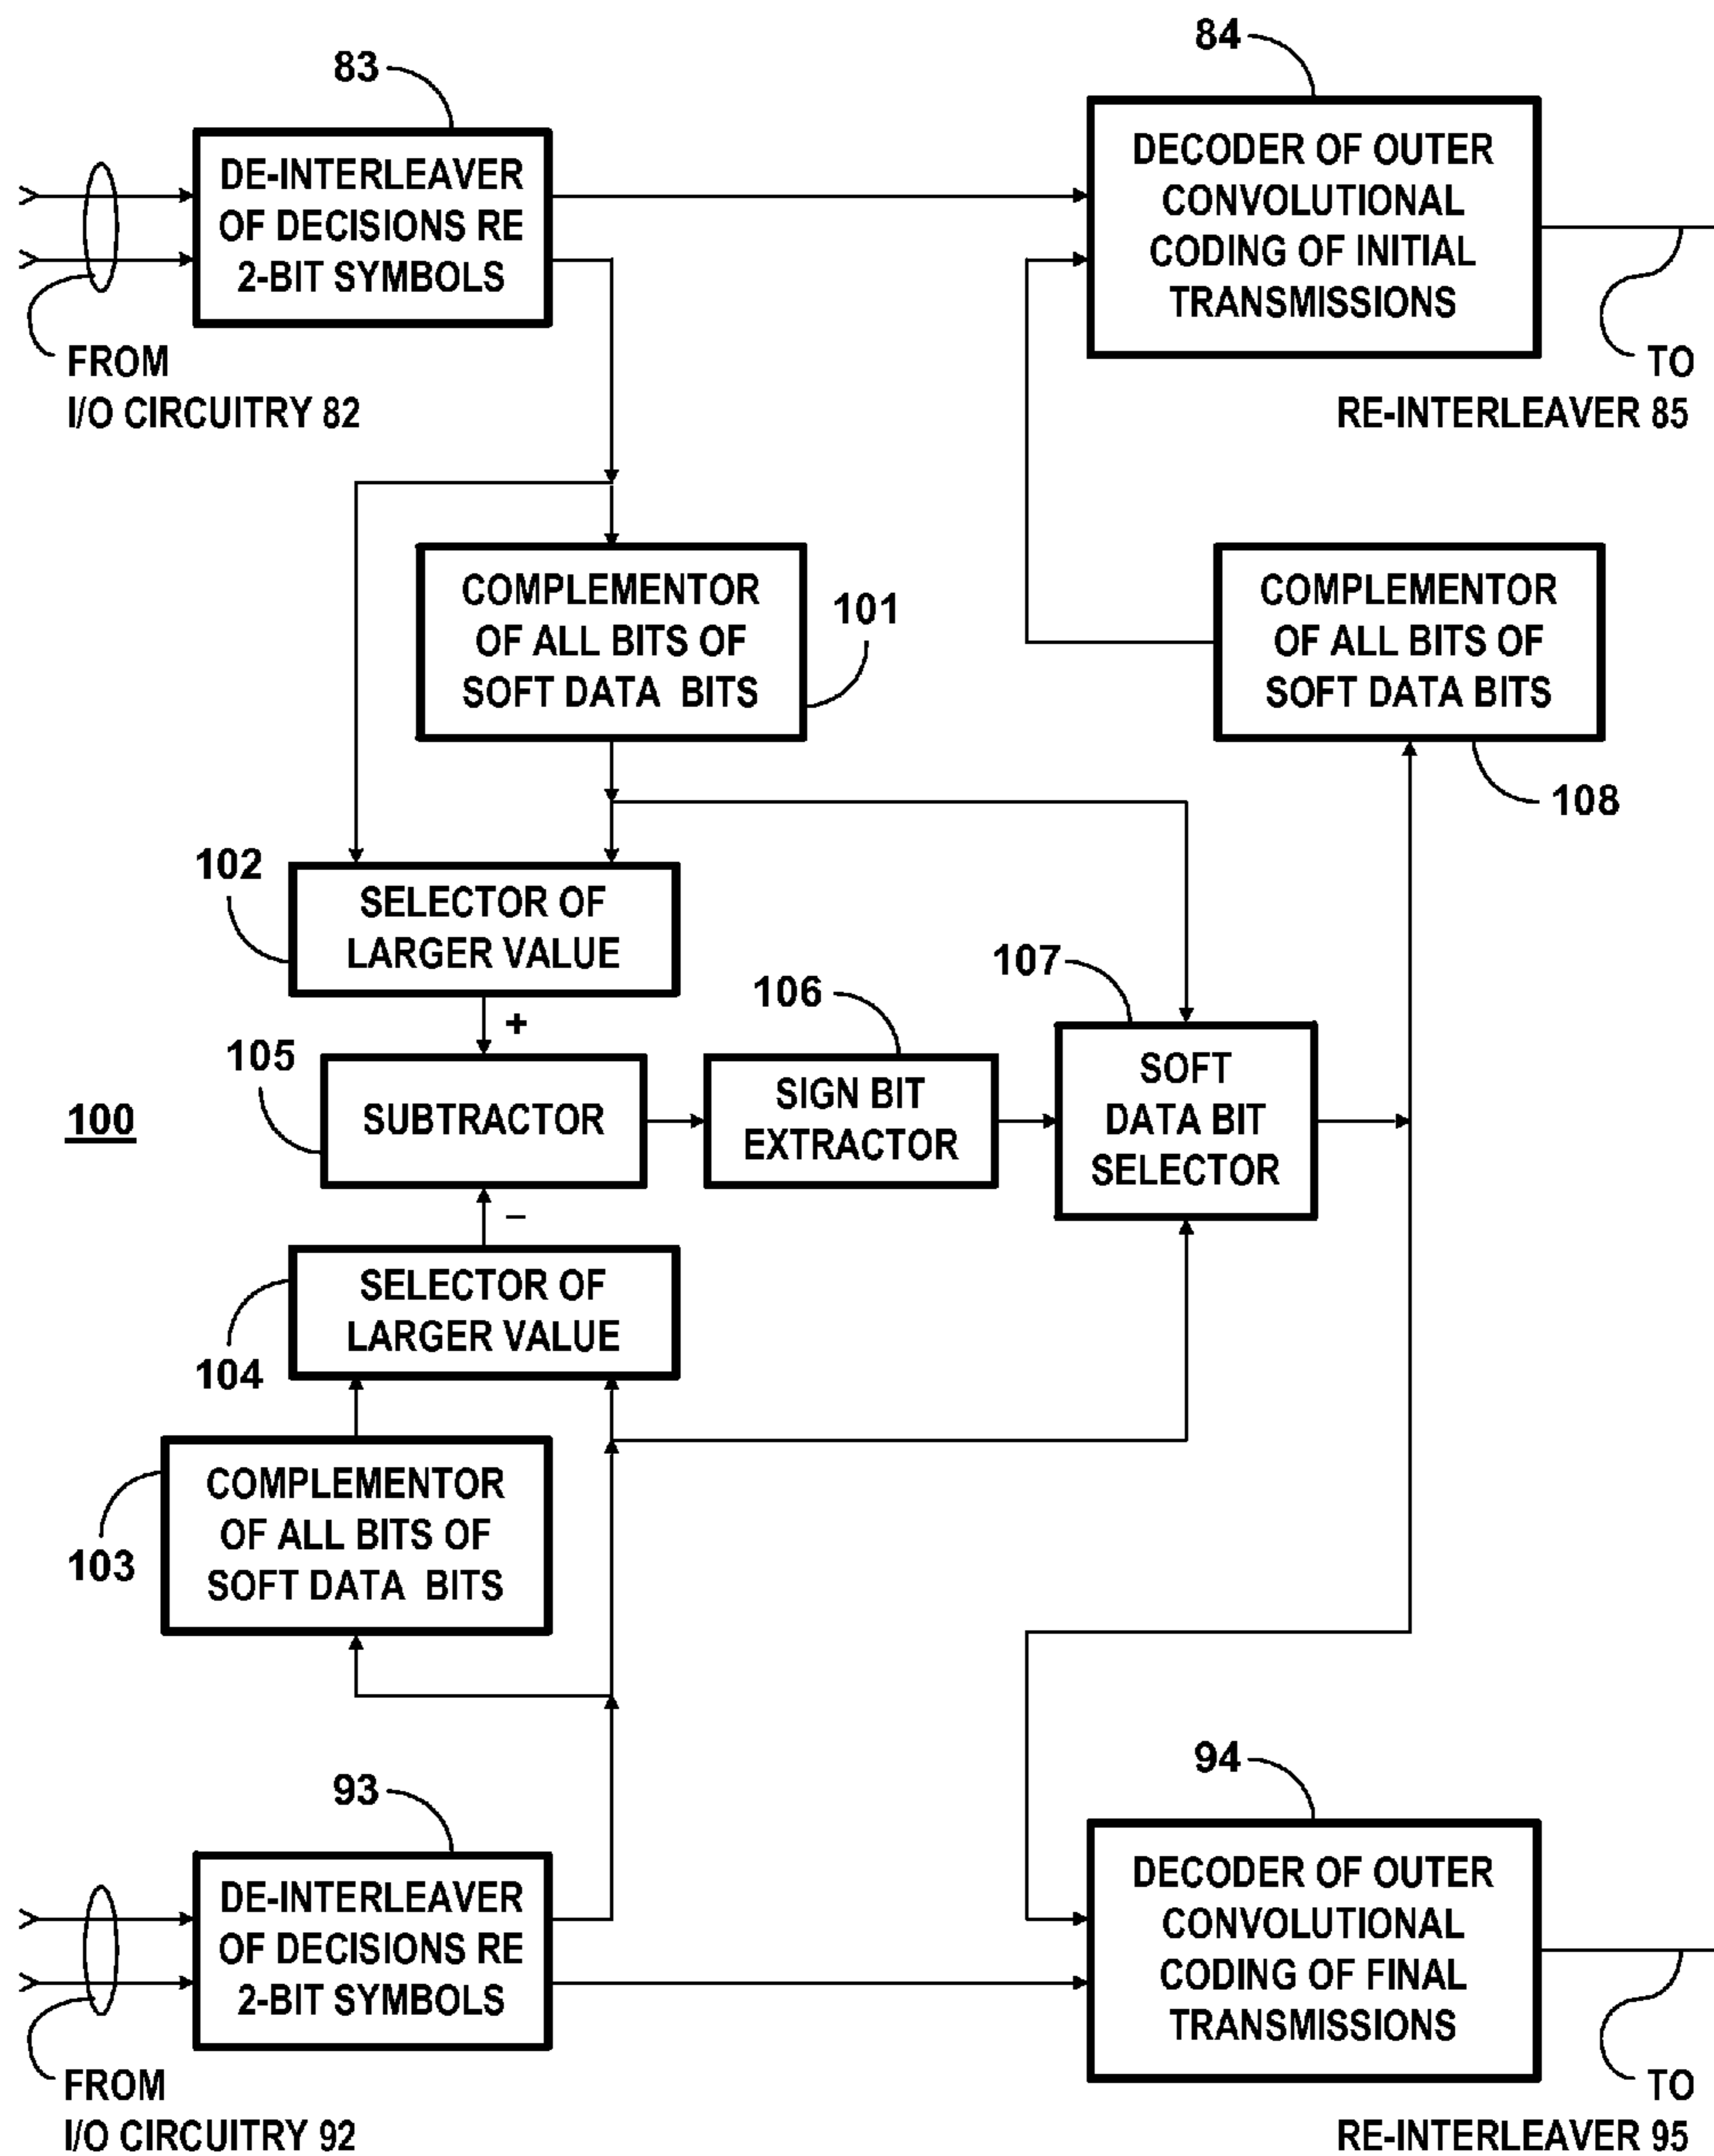 83
84
DE-INTERLEAVER
OF DECISIONS RE
2-BIT SYMBOLS
DECODER OF OUTER
CONVOLUTIONAL
CODING OF INITIAL
TRANSMISSIONS
FROM
I/O CIRCUITRY 82
TO
RE-INTERLEAVER 85
COMPLEMENTOR
OF ALL BITS OF
SOFT DATA BITS
101
COMPLEMENTOR
OF ALL BITS OF
SOFT DATA BITS
108
102
SELECTOR OF
LARGER VALUE
+
105
SUBTRACTOR
106
SIGN BIT
EXTRACTOR
107
SOFT
DATA BIT
SELECTOR
100
–
SELECTOR OF
LARGER VALUE
104
COMPLEMENTOR
OF ALL BITS OF
SOFT DATA BITS
103
93
94
DE-INTERLEAVER
OF DECISIONS RE
2-BIT SYMBOLS
DECODER OF OUTER
CONVOLUTIONAL
CODING OF FINAL
TRANSMISSIONS
FROM
I/O CIRCUITRY 92
TO
RE-INTERLEAVER 95